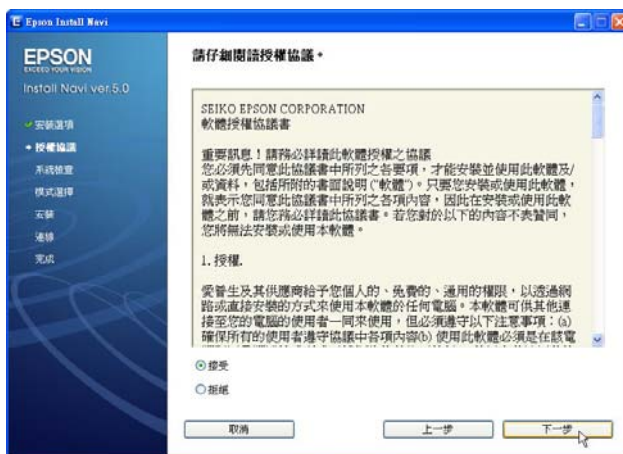 Epson Install Navi
EPSON
EXCEED YOUR VISION
Install Navi ver.5.0
安裝選項
授權協議
系統檢查
模式選擇
安裝
連線
完成
請仔細閱讀授權協議。
SEIKO EPSON CORPORATION
軟體授權協議書
重要訊息！請務必詳讀此軟體授權之協議
您必須先同意此協議書中所列之各要項，才能安裝並使用此軟體及/
或資料，包括所附的書面說明 ("軟體")。只要您安裝或使用此軟體，
就表示您同意此協議書中所列之各項內容，因此在安裝或使用此軟
體之前，請您務必詳讀此協議書。若您對於以下的內容不表贊同，
您將無法安裝或使用本軟體。
1. 授權.
愛普生及其供應商給予您個人的、免費的、通用的權限，以透過網
路或直接安裝的方式來使用本軟體於任何電腦。本軟體可供其他連
接至您的電腦的使用者一同來使用，但必須遵守以下注意事項：(a)
確保所有的使用者遵守協議中各項內容(b) 使用此軟體必須是在該電
接受
拒絕
取消
上一步
下一步